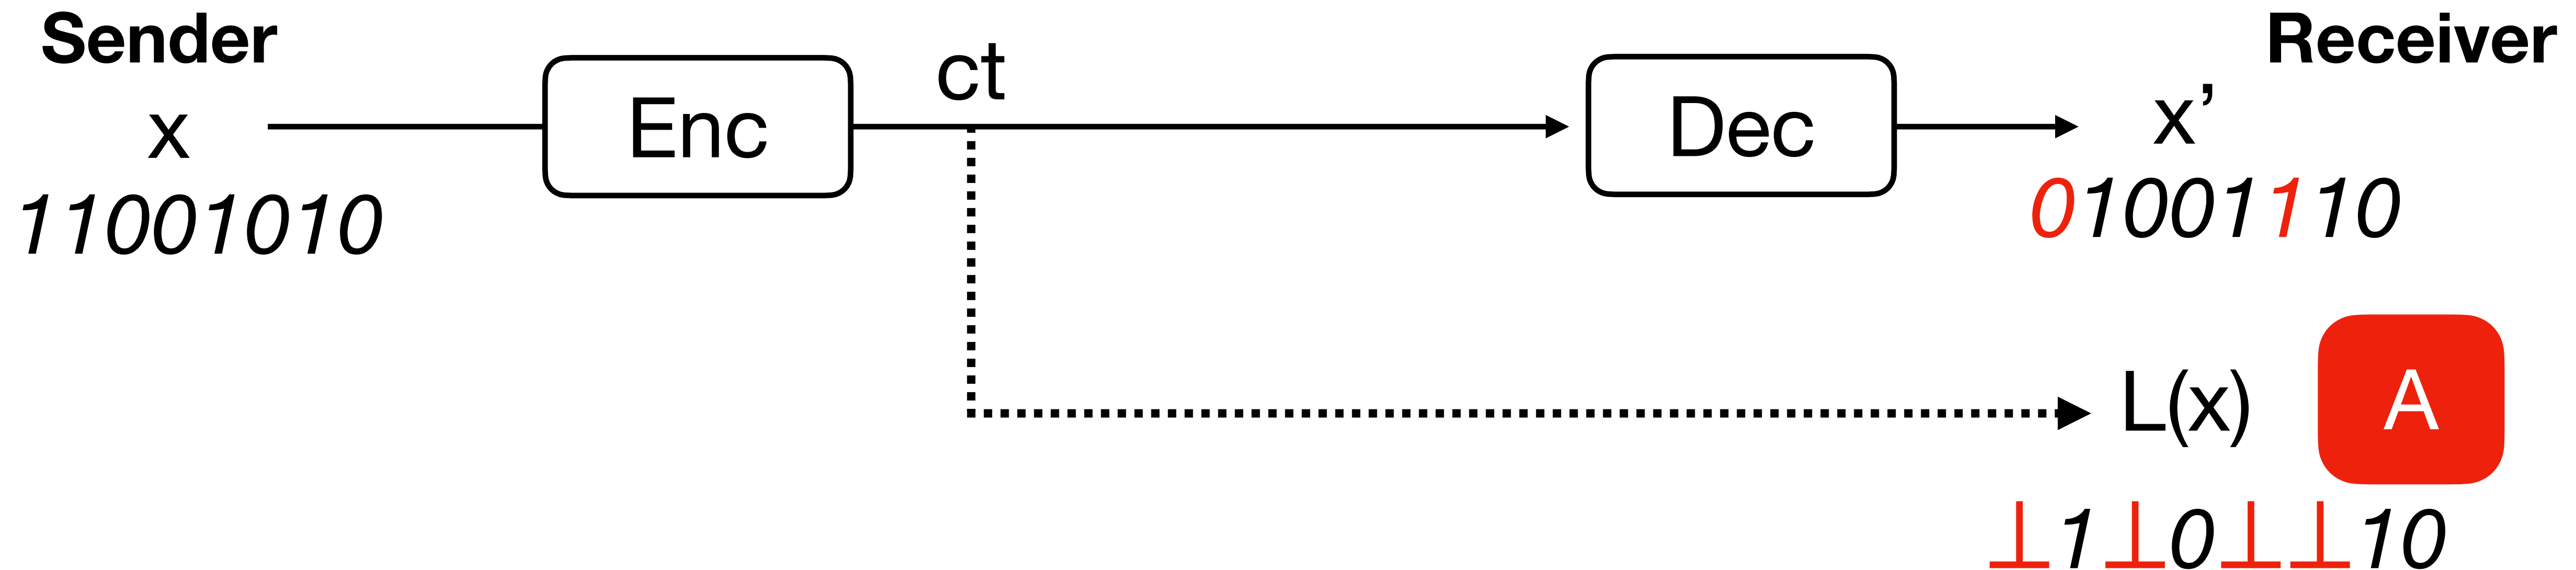 Sender
Receiver
x
Enc
ct
Dec
x’
11001010
01001110
L(x)
A
⊥1⊥0⊥⊥10